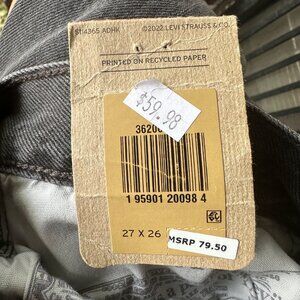 ©2022 LEVI STRAUSS & CO.
PRINTED ON RECYCLED PAPER
$59.98
1 95901 20098 4
27 X 26
MSRP 79.50